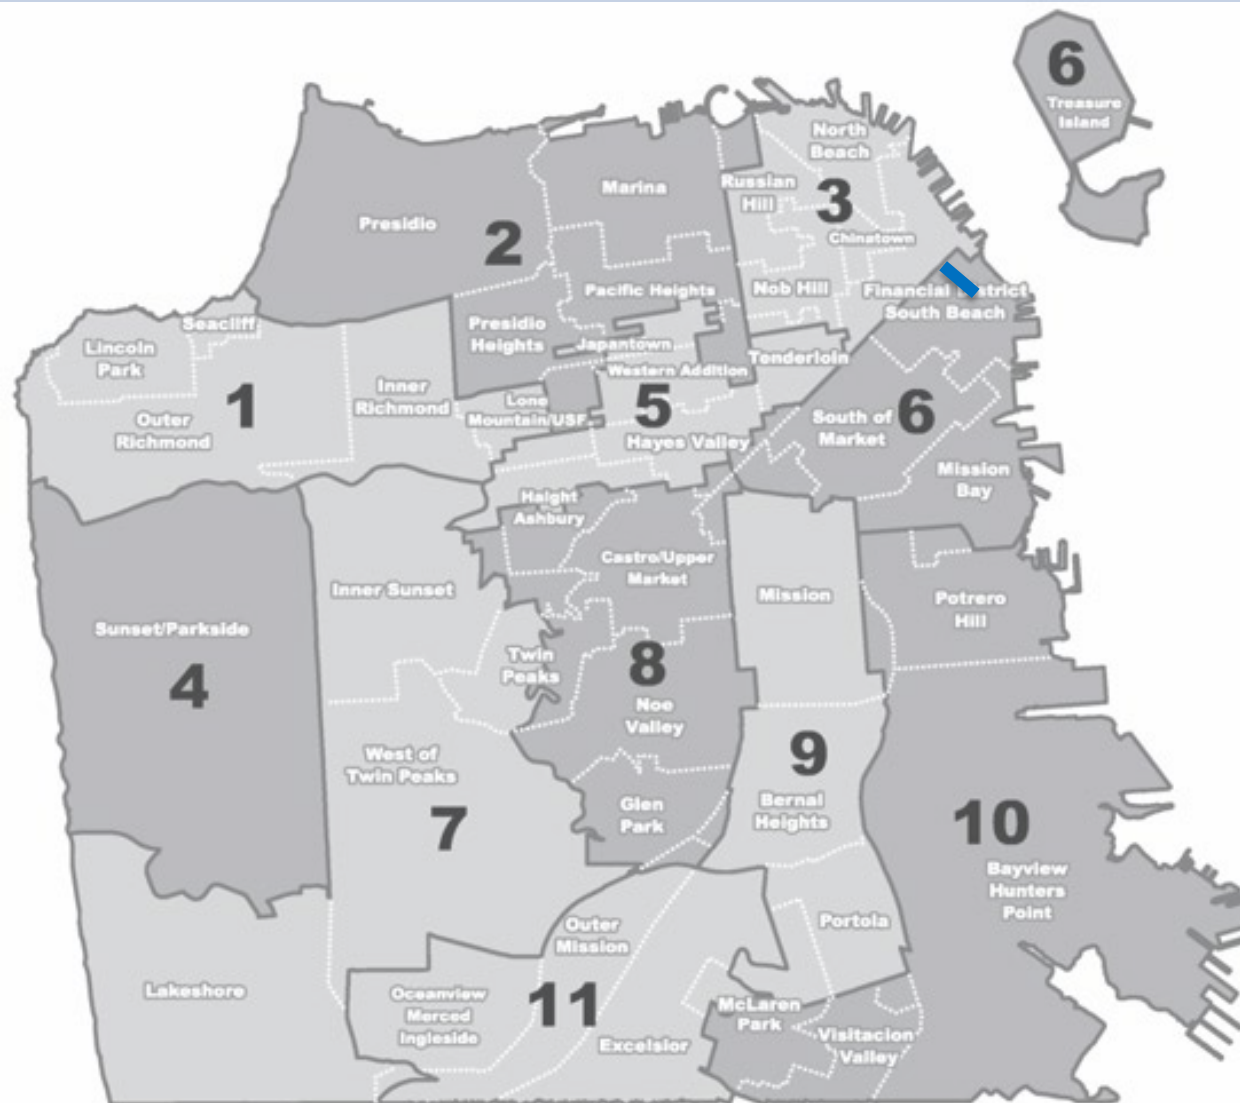 6
Treasure
Island
North
Beach
Marina
Russian
Hill
3
Presidio
2
Chinatown
Pacific Heights
Nob Hill
Financial District
South Beach
Seacliff
Presidio
Heights
Lincoln
Park
Japantown
Tenderloin
Western Addition
1
Inner
Richmond
Lone
Mountain/USF
5
6
Outer
Richmond
South of
Market
Hayes Valley
Mission
Bay
Haight
Ashbury
Castro/Upper
Market
Inner Sunset
Mission
Potrero
Hill
Sunset/Parkside
4
Twin
Peaks
8
Noe
Valley
West of
Twin Peaks
9
7
Glen
Park
Bernal
Heights
10
Bayview
Hunters
Point
Outer
Mission
Portola
Lakeshore
Oceanview
Merced
Ingleside
11
Excelsior
McLaren
Park
Visitacion
Valley